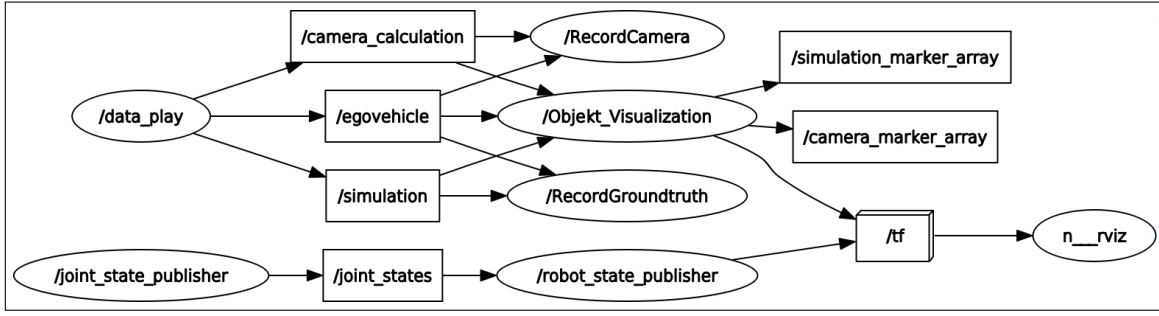 /camera_calculation
/RecordCamera
/simulation_marker_array
/data_play
/egovehicle
/Objekt_Visualization
/camera_marker_array
/simulation
/RecordGroundtruth
/tf
n___rviz
/joint_state_publisher
/joint_states
/robot_state_publisher